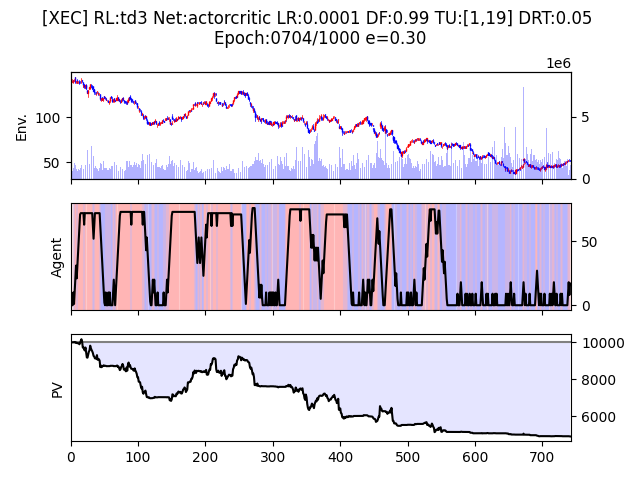 [XEC] RL:td3 Net:actorcritic LR:0.0001 DF:0.99 TU:[1,19] DRT:0.05
Epoch:0704/1000 e=0.30
1e6
Env.
100
50
5
0
Agent
50
0
PV
10000
8000
6000
0 100 200 300 400 500 600 700